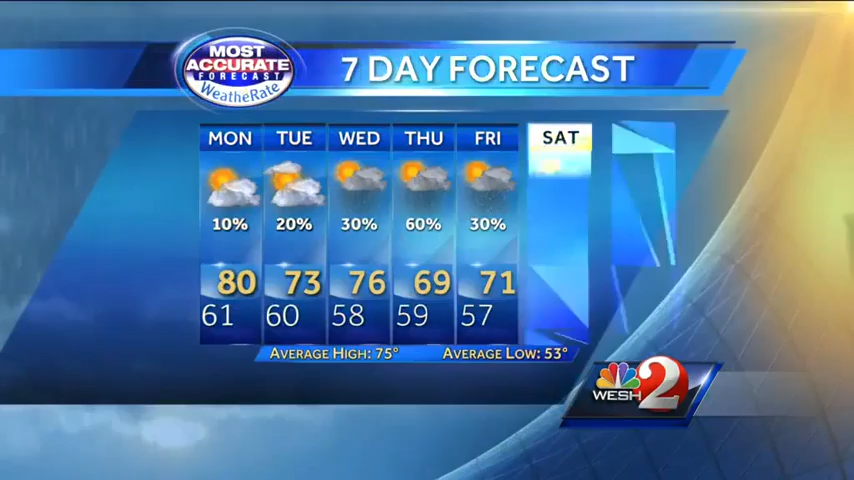 MOST
ACCURATE
FORECAST
WeatheRate
7 DAY FORECAST
MON TUE WED THU FRI SAT
10% 20% 30% 60% 30%
80 73 76 69 71
61 60 58 59 57
AVERAGE HIGH: 75° AVERAGE LOW: 53°
WESH 2